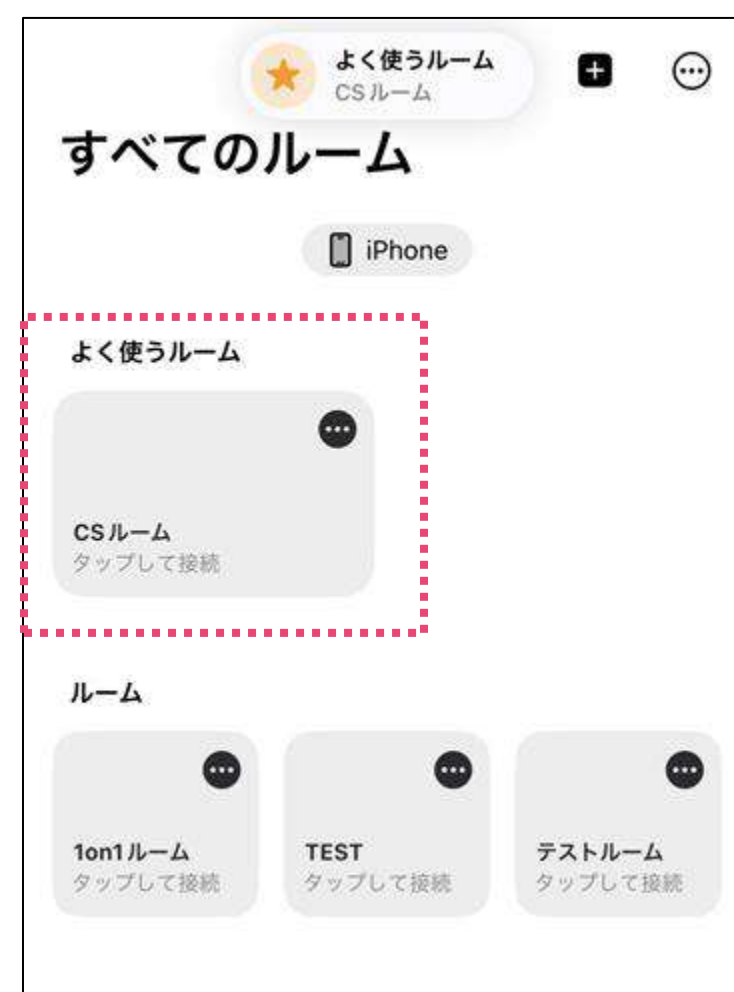 よく使うルーム
CSルーム
すべてのルーム
iPhone
よく使うルーム
CSルーム
タップして接続
ルーム
1on1ルーム
タップして接続
TEST
タップして接続
テストルーム
タップして接続